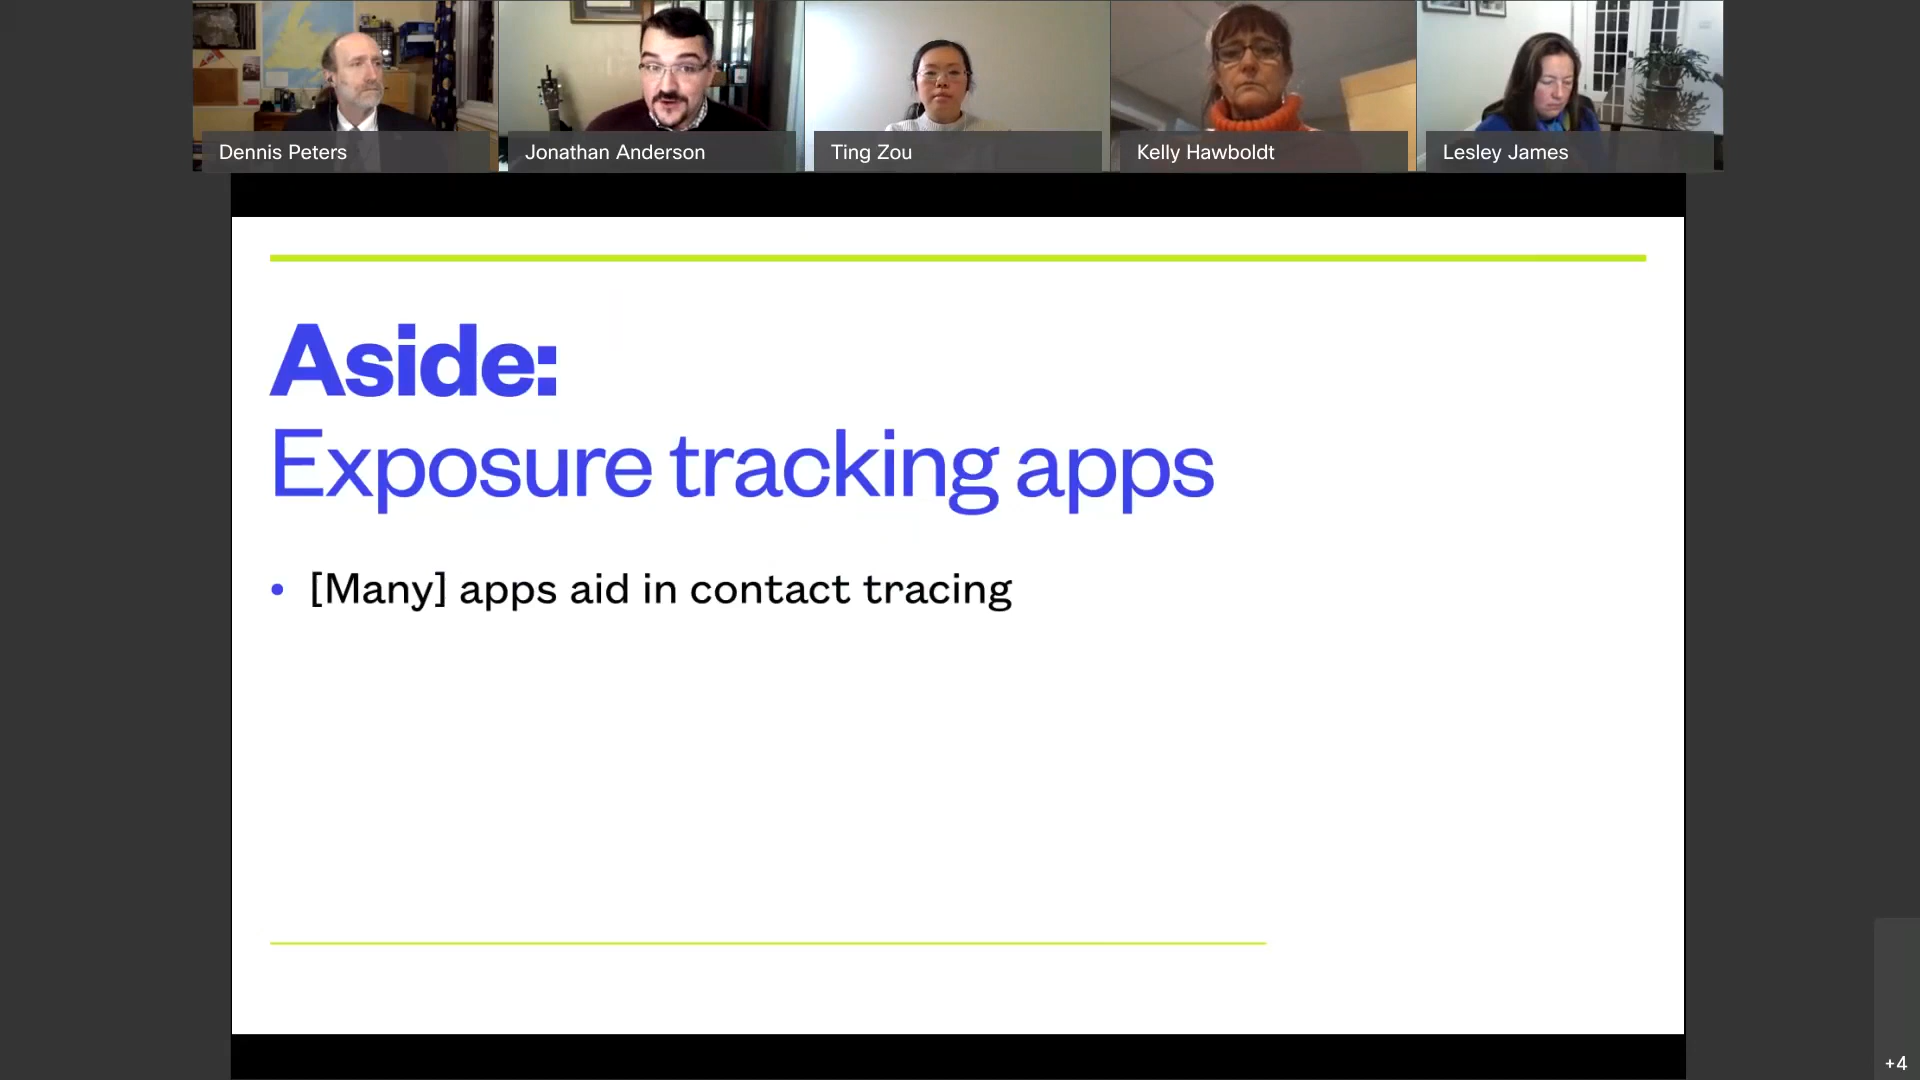 Dennis Peters
Jonathan Anderson
Ting Zou
Kelly Hawboldt
Lesley James
Aside:
Exposure tracking apps
• [Many] apps aid in contact tracing
+4